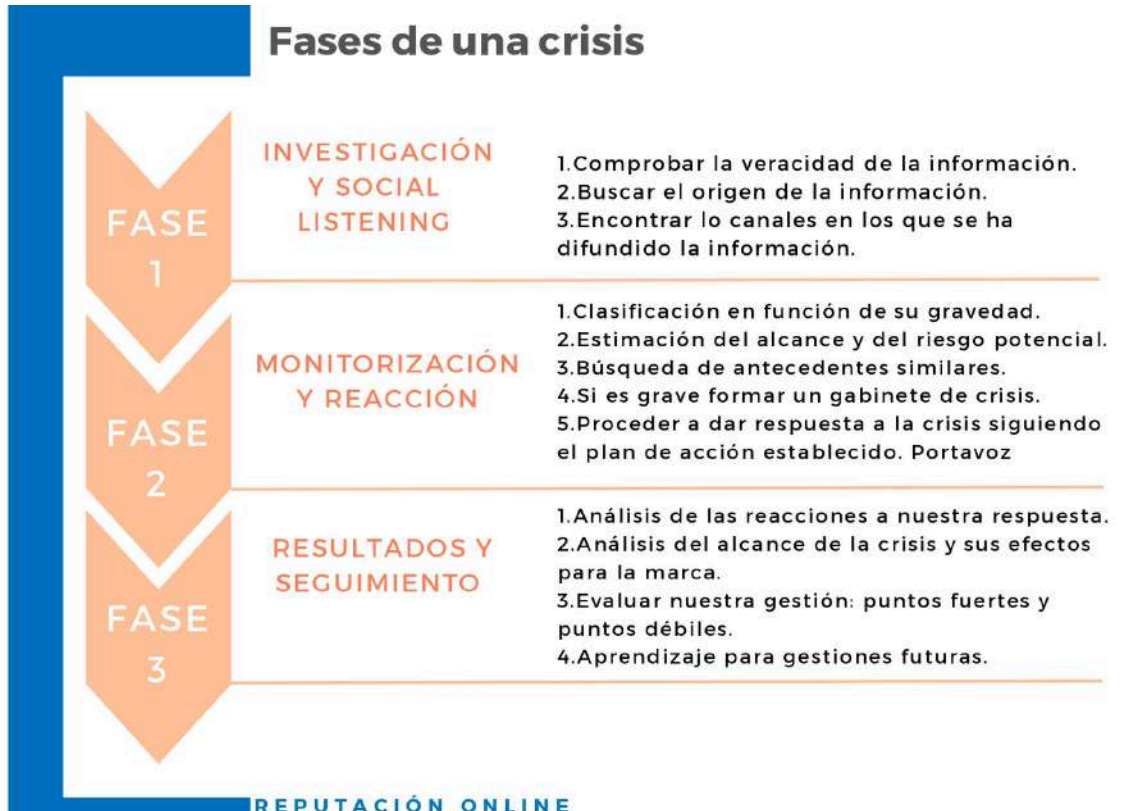 Fases de una crisis
FASE
1
INVESTIGACIÓN
Y SOCIAL
LISTENING
1.Comprobar la veracidad de la información.
2.Buscar el origen de la información.
3.Encontrar lo canales en los que se ha
difundido la información.
FASE
2
MONITORIZACIÓN
Y REACCIÓN
1.Clasificación en función de su gravedad.
2.Estimación del alcance y del riesgo potencial.
3.Búsqueda de antecedentes similares.
4.Si es grave formar un gabinete de crisis.
5.Proceder a dar respuesta a la crisis siguiendo
el plan de acción establecido. Portavoz
FASE
3
RESULTADOS Y
SEGUIMIENTO
1.Análisis de las reacciones a nuestra respuesta.
2.Análisis del alcance de la crisis y sus efectos
para la marca.
3.Evaluar nuestra gestión: puntos fuertes y
puntos débiles.
4.Aprendizaje para gestiones futuras.
REPUTACIÓN ONLINE